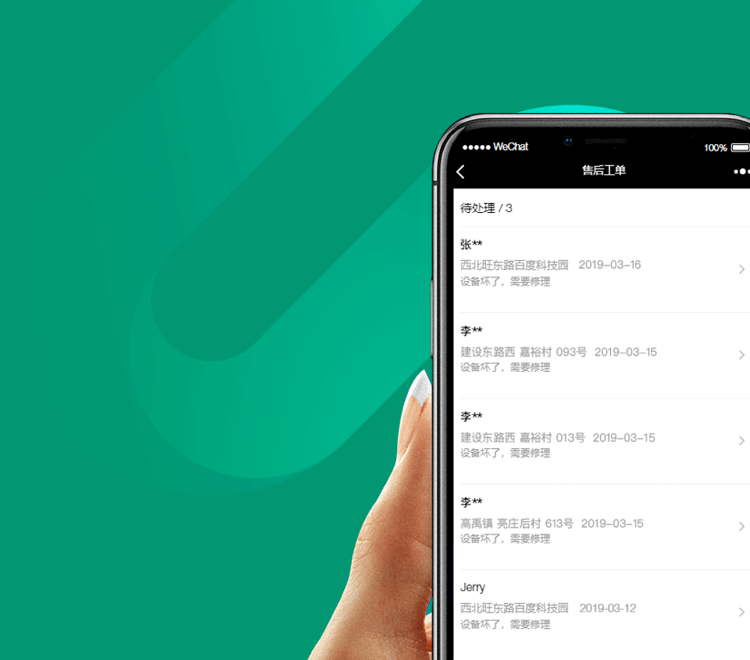 WeChat 100%
售后工单
待处理 / 3
张**
西北旺东路百度科技园 2019-03-16
设备坏了，需要修理
李**
建设东路西 嘉裕村 093号 2019-03-15
设备坏了，需要修理
李**
建设东路西 嘉裕村 013号 2019-03-15
设备坏了，需要修理
李**
高禹镇 亮庄后村 613号 2019-03-15
设备坏了，需要修理
Jerry
西北旺东路百度科技园 2019-03-12
设备坏了，需要修理